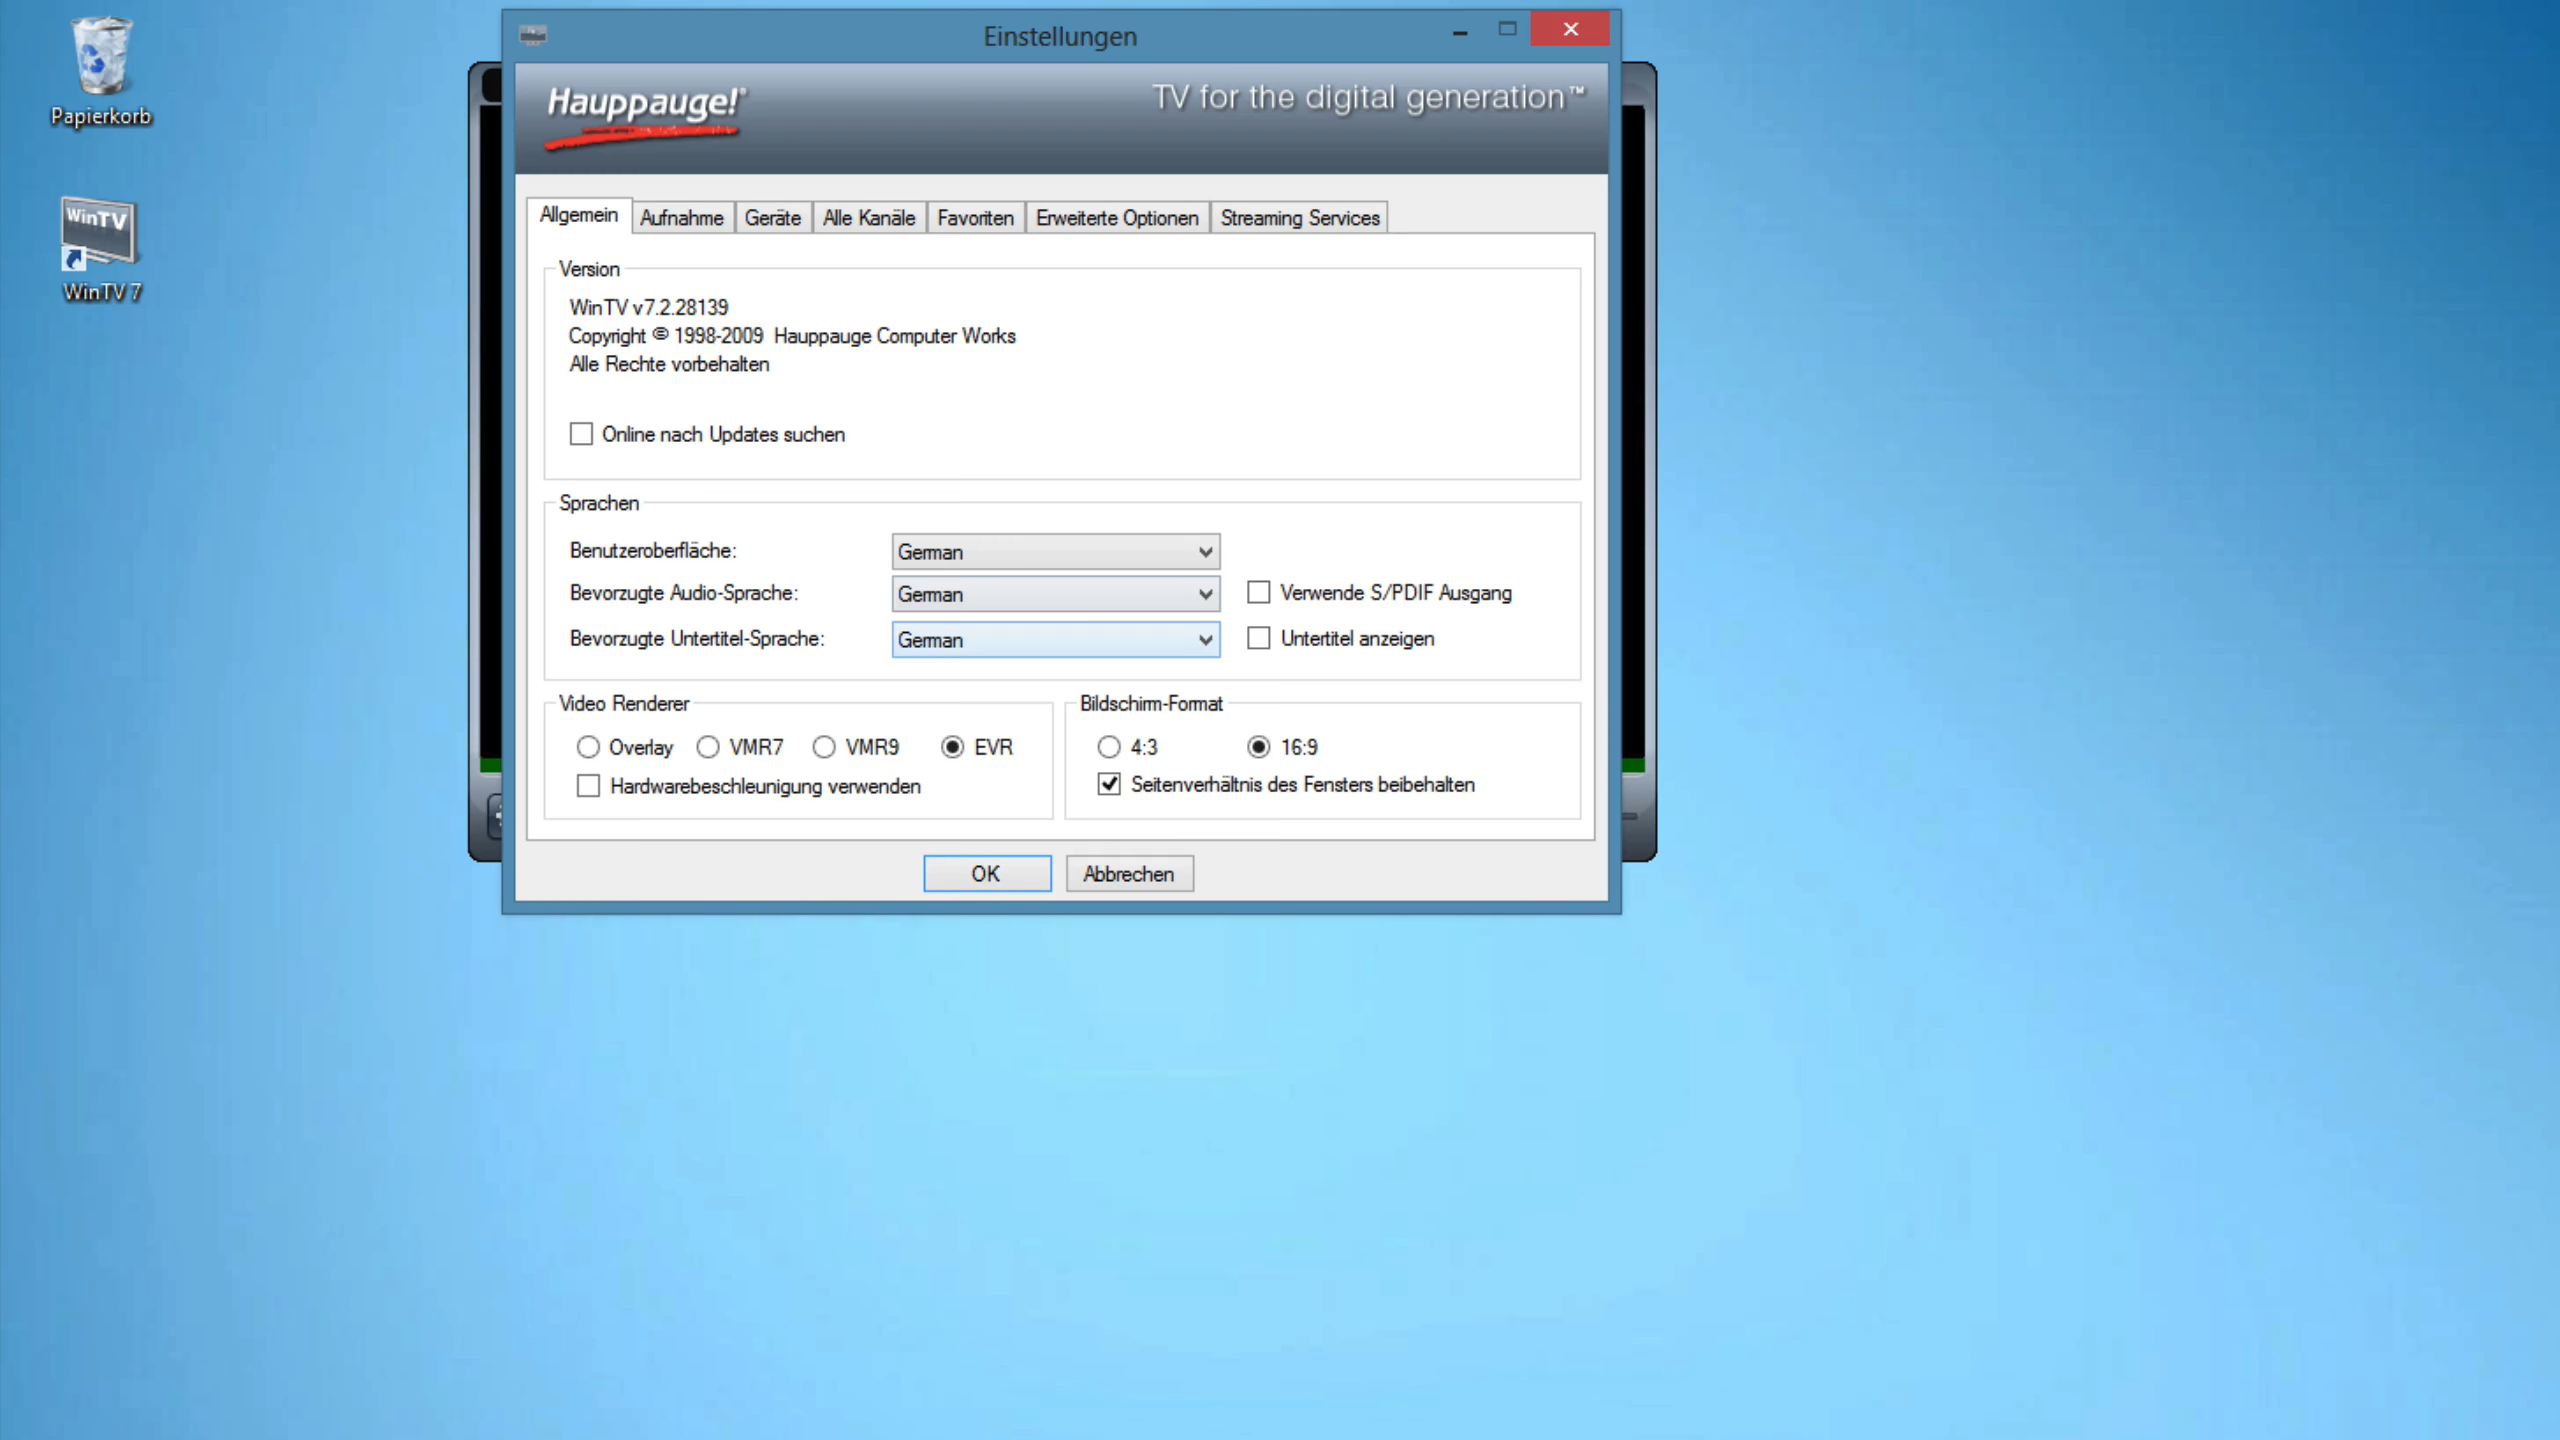 Papierkorb
WinTV
WinTV 7
Einstellungen
Hauppauge!®
TV for the digital generation™
Allgemein
Aufnahme
Geräte
Alle Kanäle
Favoriten
Erweiterte Optionen
Streaming Services
Version
WinTV v7.2.28139
Copyright © 1998-2009 Hauppauge Computer Works
Alle Rechte vorbehalten
Online nach Updates suchen
Sprachen
Benutzeroberfläche: German
Bevorzugte Audio-Sprache: German Verwende S/PDIF Ausgang
Bevorzugte Untertitel-Sprache: German Untertitel anzeigen
Video Renderer
Overlay VMR7 VMR9 EVR
Hardwarebeschleunigung verwenden
Bildschirm-Format
4:3 16:9
Seitenverhältnis des Fensters beibehalten
OK
Abbrechen